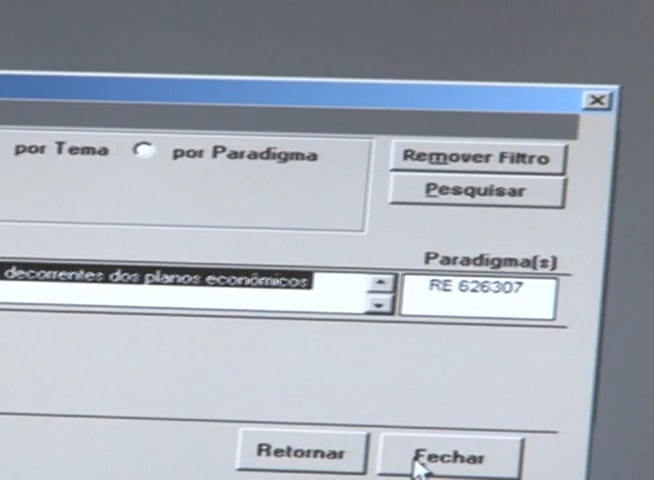 por Tema por Paradigma
Remover Filtro
Pesquisar
Paradigma(s)
decorrentes dos planos econômicos
RE 626307
Retornar
Fechar